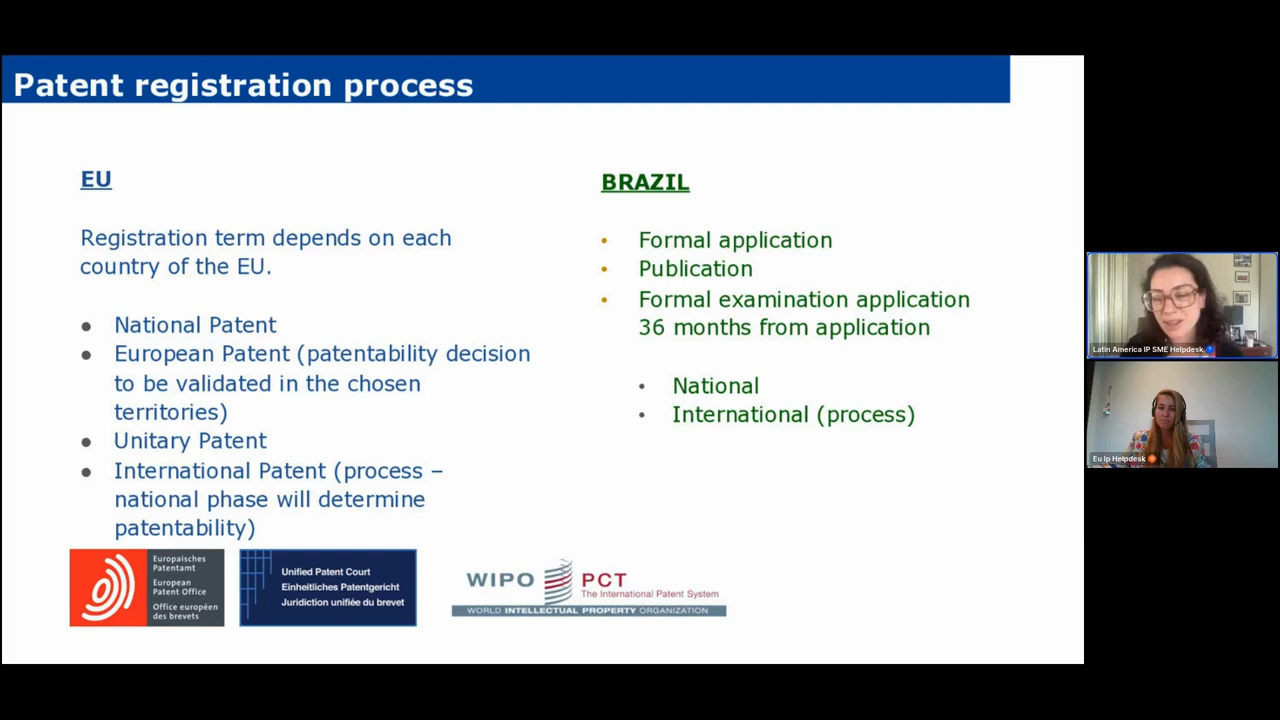 Patent registration process
EU
Registration term depends on each
country of the EU.
● National Patent
● European Patent (patentability decision
to be validated in the chosen
territories)
● Unitary Patent
● International Patent (process –
national phase will determine
patentability)
BRAZIL
• Formal application
• Publication
• Formal examination application
36 months from application
• National
• International (process)
Europäisches
Patentamt
European
Patent Office
Office européen
des brevets
Unified Patent Court
Einheitliches Patentgericht
Juridiction unifiée du brevet
WIPO PCT
The International Patent System
WORLD INTELLECTUAL PROPERTY ORGANIZATION
Latin America IP SME Helpdesk
Eu Ip Helpdesk